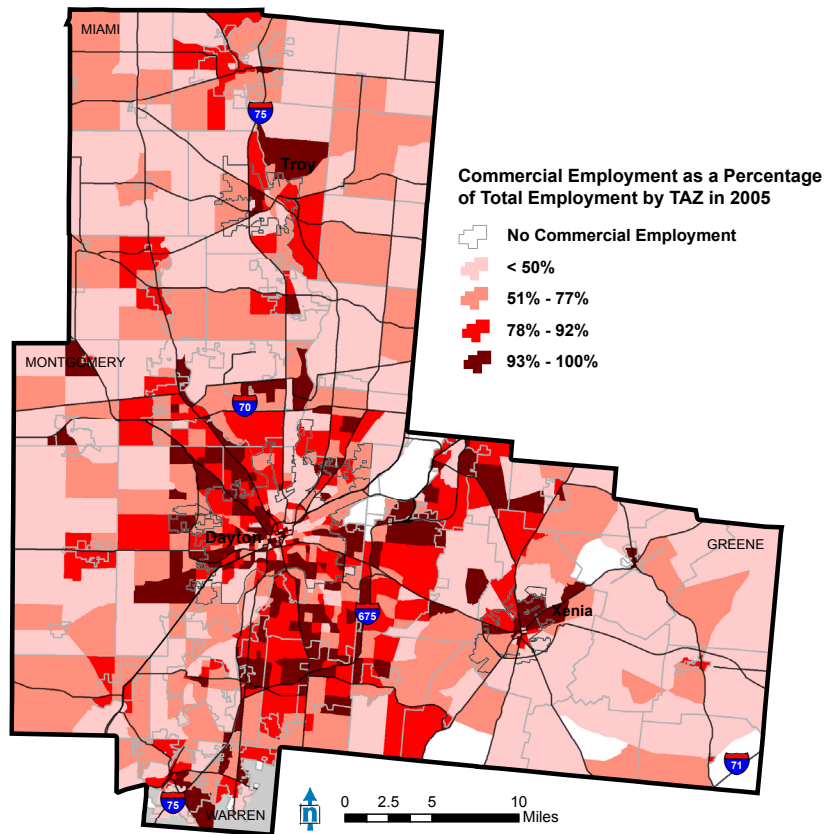 MIAMI
75
Troy
Commercial Employment as a Percentage
of Total Employment by TAZ in 2005
No Commercial Employment
< 50%
51% - 77%
78% - 92%
93% - 100%
MONTGOMERY
70
Dayton
GREENE
675
Xenia
71
75
WARREN
n
0 2.5 5 10
Miles